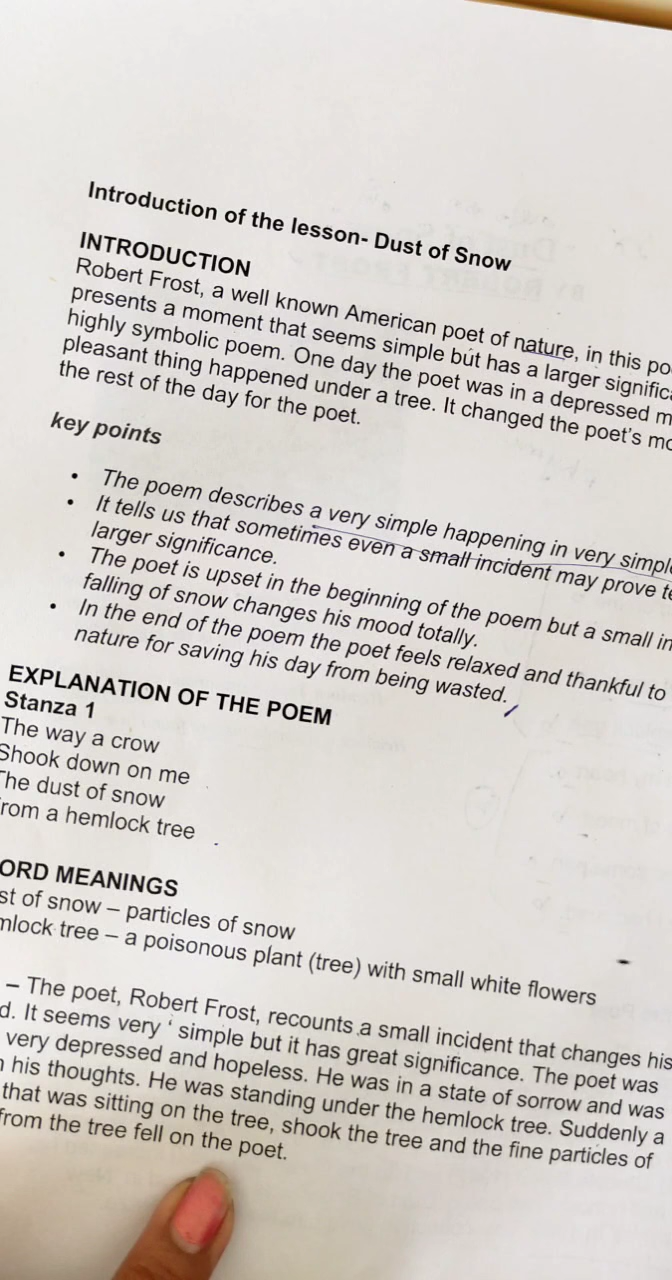 Introduction of the lesson- Dust of Snow
INTRODUCTION
Robert Frost, a well known American poet of nature, in this
presents a moment that seems simple but has a larger
highly symbolic poem. One day the poet was in a depressed
pleasant thing happened under a tree. It changed the poet's
the rest of the day for the poet.
key points
• The poem describes a very simple happening in very
• It tells us that sometimes even a small incident may prove
larger significance.
• The poet is upset in the beginning of the poem but a small
falling of snow changes his mood totally.
• In the end of the poem the poet feels relaxed and thankful to
nature for saving his day from being wasted.
EXPLANATION OF THE POEM
Stanza 1
The way a crow
Shook down on me
The dust of snow
rom a hemlock tree
ORD MEANINGS
st of snow – particles of snow
mlock tree – a poisonous plant (tree) with small white flowers
– The poet, Robert Frost, recounts a small incident that changes his
d. It seems very ‘ simple but it has great significance. The poet was
very depressed and hopeless. He was in a state of sorrow and was
his thoughts. He was standing under the hemlock tree. Suddenly a
that was sitting on the tree, shook the tree and the fine particles of
from the tree fell on the poet.